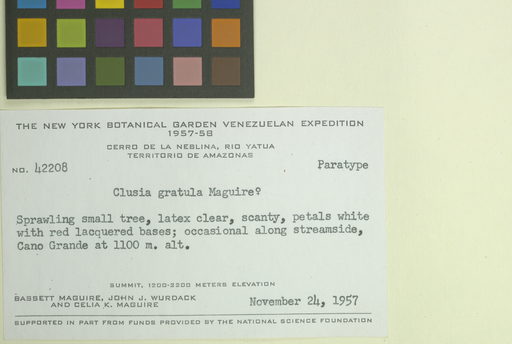 THE NEW YORK BOTANICAL GARDEN VENEZUELAN EXPEDITION
1957-58
CERRO DE LA NEBLINA, RIO YATUA
TERRITORIO DE AMAZONAS
NO. 42208 Paratype
Clusia gratula Maguire♀
Sprawling small tree, latex clear, scanty, petals white
with red lacquered bases; occasional along streamside,
Cano Grande at 1100 m. alt.
SUMMIT, 1200-2200 METERS ELEVATION
BASSETT MAGUIRE, JOHN J. WURDACK
AND CELIA K. MAGUIRE November 24, 1957
SUPPORTED IN PART FROM FUNDS PROVIDED BY THE NATIONAL SCIENCE FOUNDATION